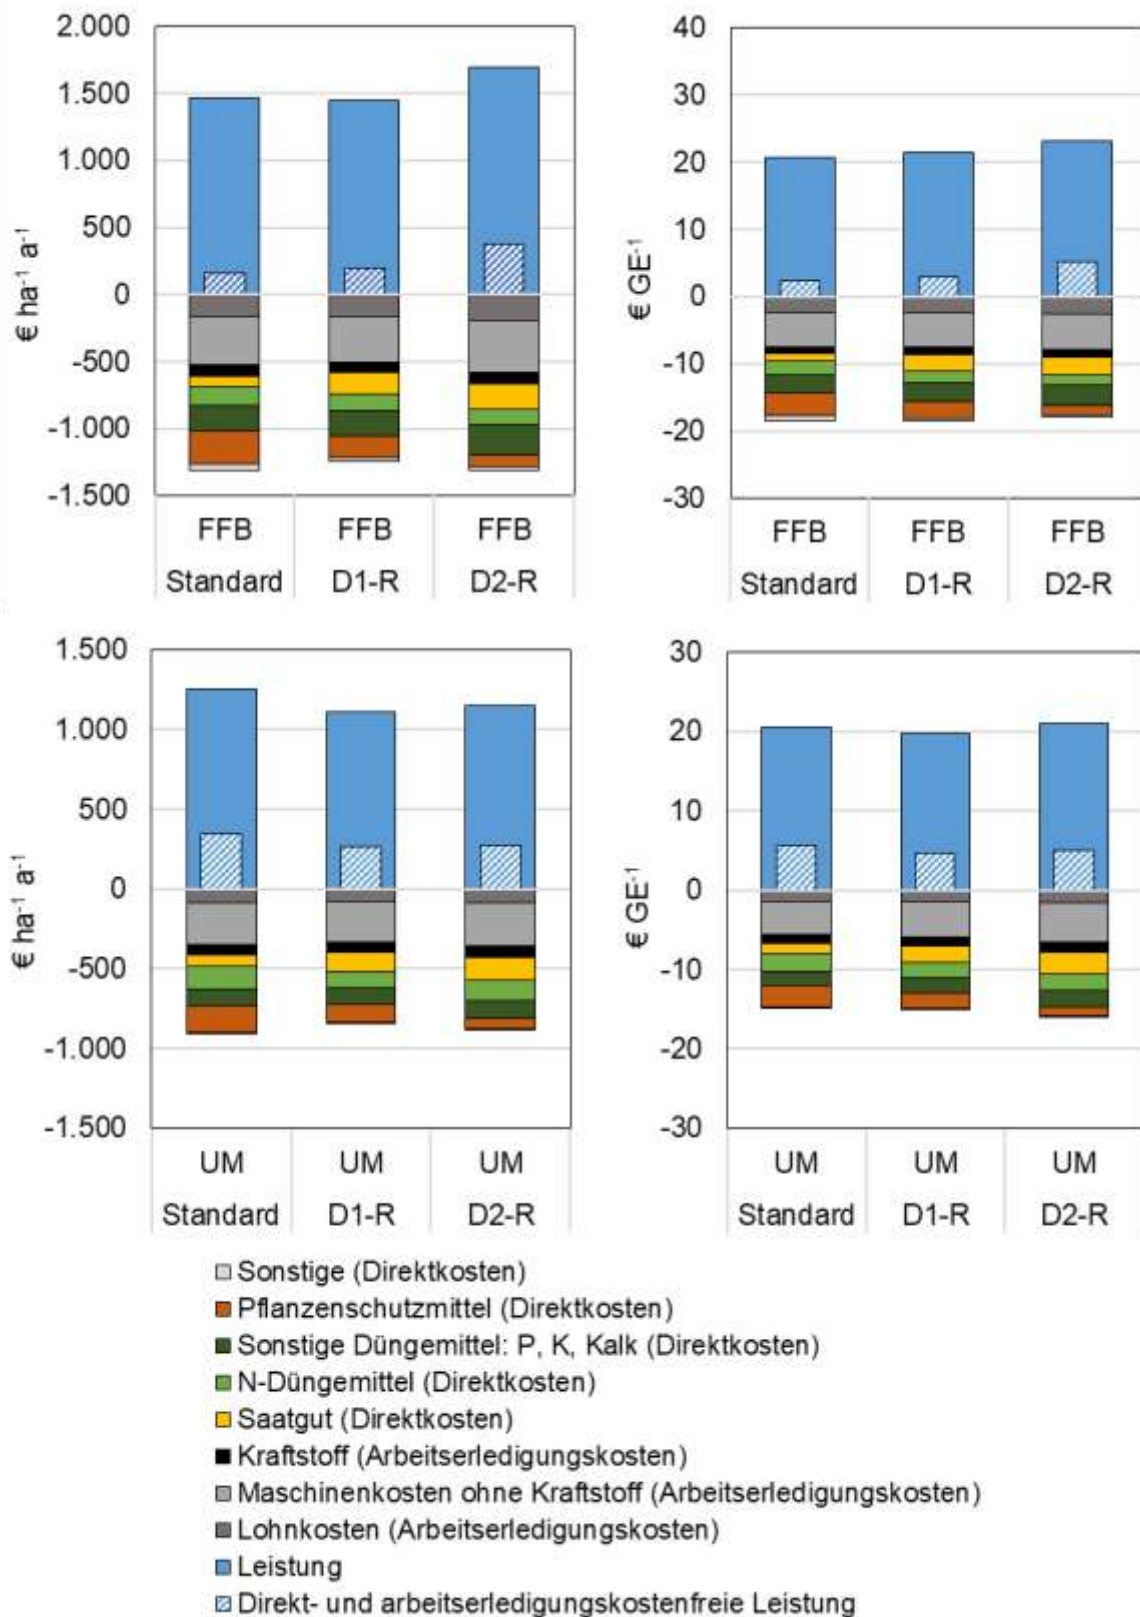 2.000
1.500
1.000
500
0
-500
-1.000
-1.500
€ ha⁻¹ a⁻¹
FFB FFB FFB
Standard D1-R D2-R
40
30
20
10
0
-10
-20
-30
€ GE⁻¹
FFB FFB FFB
Standard D1-R D2-R
1.500
1.000
500
0
-500
-1.000
-1.500
€ ha⁻¹ a⁻¹
UM UM UM
Standard D1-R D2-R
30
20
10
0
-10
-20
-30
€ GE⁻¹
UM UM UM
Standard D1-R D2-R
Sonstige (Direktkosten)
Pflanzenschutzmittel (Direktkosten)
Sonstige Düngemittel: P, K, Kalk (Direktkosten)
N-Düngemittel (Direktkosten)
Saatgut (Direktkosten)
Kraftstoff (Arbeitserledigungskosten)
Maschinenkosten ohne Kraftstoff (Arbeitserledigungskosten)
Lohnkosten (Arbeitserledigungskosten)
Leistung
Direkt- und arbeitserledigungskostenfreie Leistung